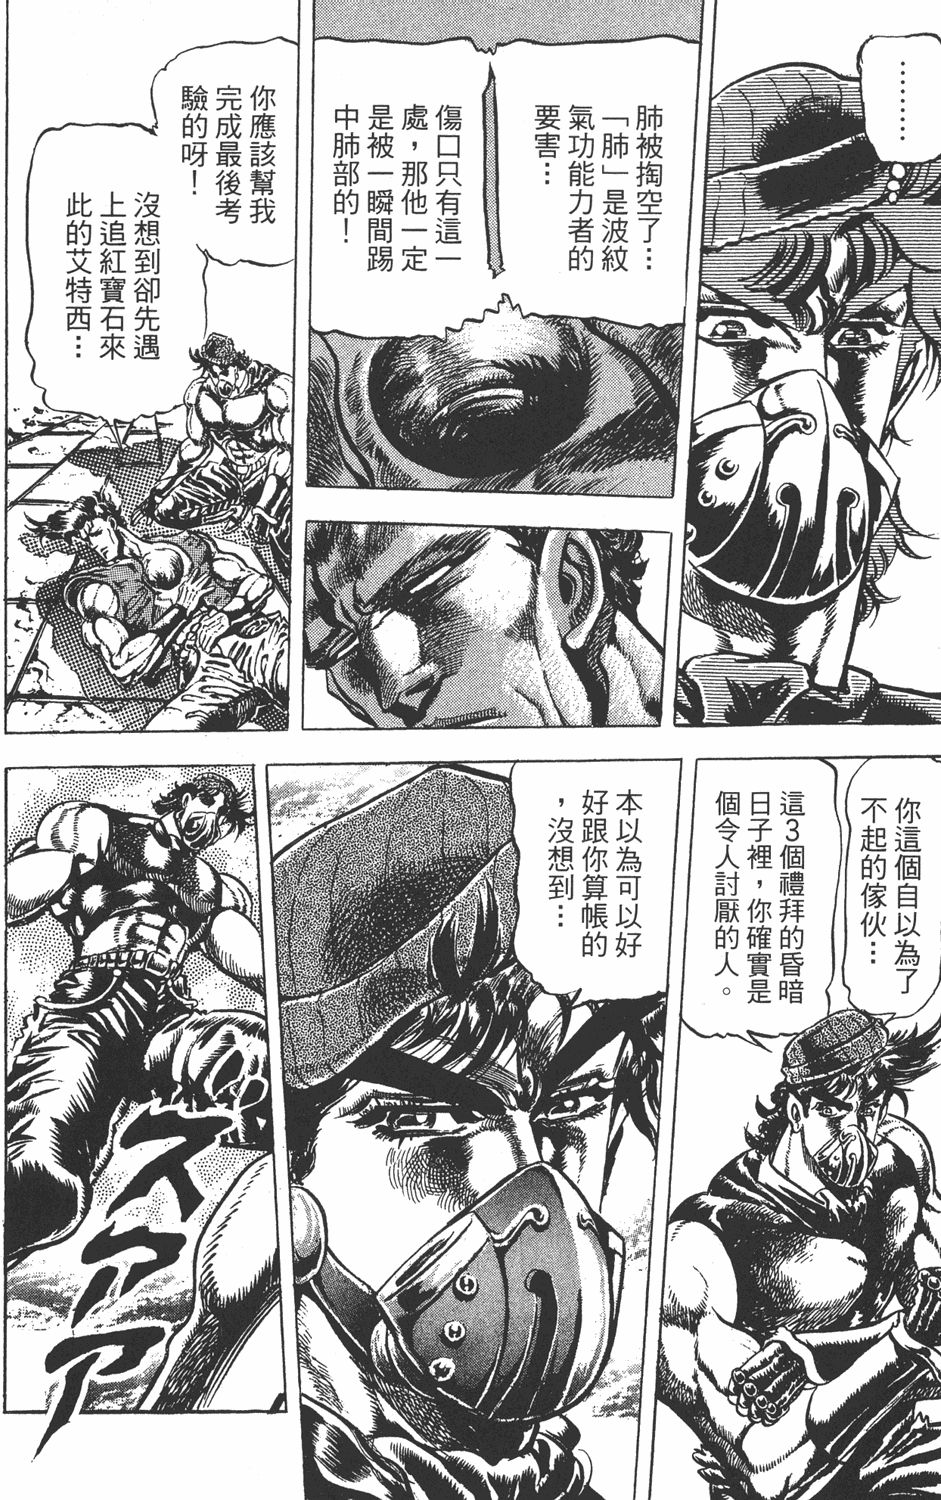 ………
肺被掏空了…
「肺」是波紋
氣功能力者的
要害…
傷口只有這一
處，那他一定
是被一瞬間踢
中肺部的！
你應該幫我
完成最後考
驗的呀！
沒想到卻先遇
上追紅寶石來
此的艾特西…
你這個自以為了
不起的傢伙…
這3個禮拜的昏暗
日子裡，你確實是
個令人討厭的人。
本以為可以好
好跟你算帳的
，沒想到…
スアア